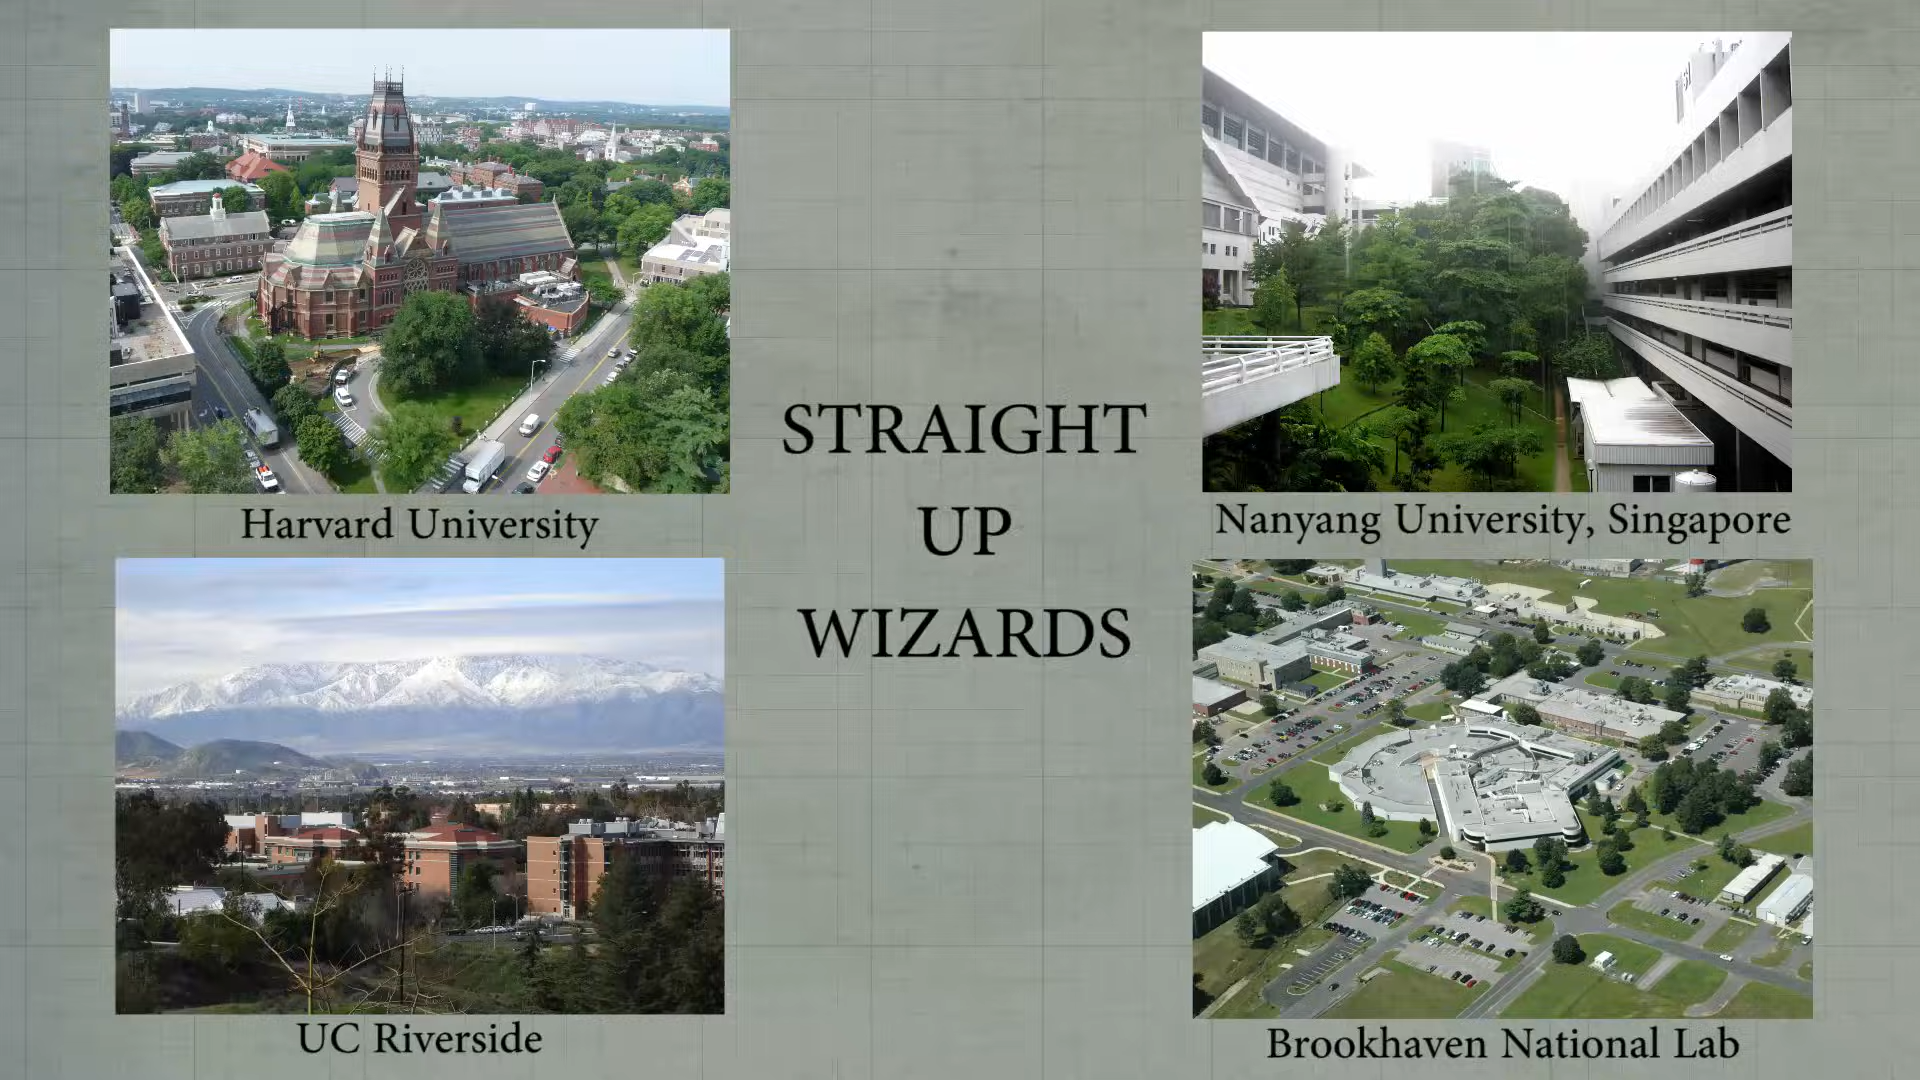 Harvard University
Nanyang University, Singapore
STRAIGHT
UP
WIZARDS
UC Riverside
Brookhaven National Lab